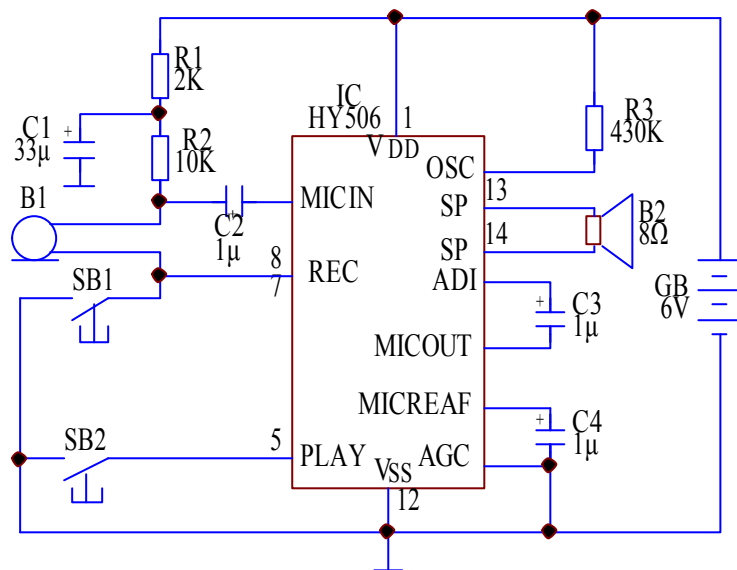 R1
2K
C1
33μ
+
R2
10K
B1
C2
1μ
+
IC
HY506
1
VDD
OSC
R3
430K
MICIN
13
SP
14
SP
B2
8Ω
8
7
REC
ADI
SB1
+
C3
1μ
GB
6V
MICOUT
MICREAF
+
C4
1μ
SB2
5
PLAY
VSS
AGC
12